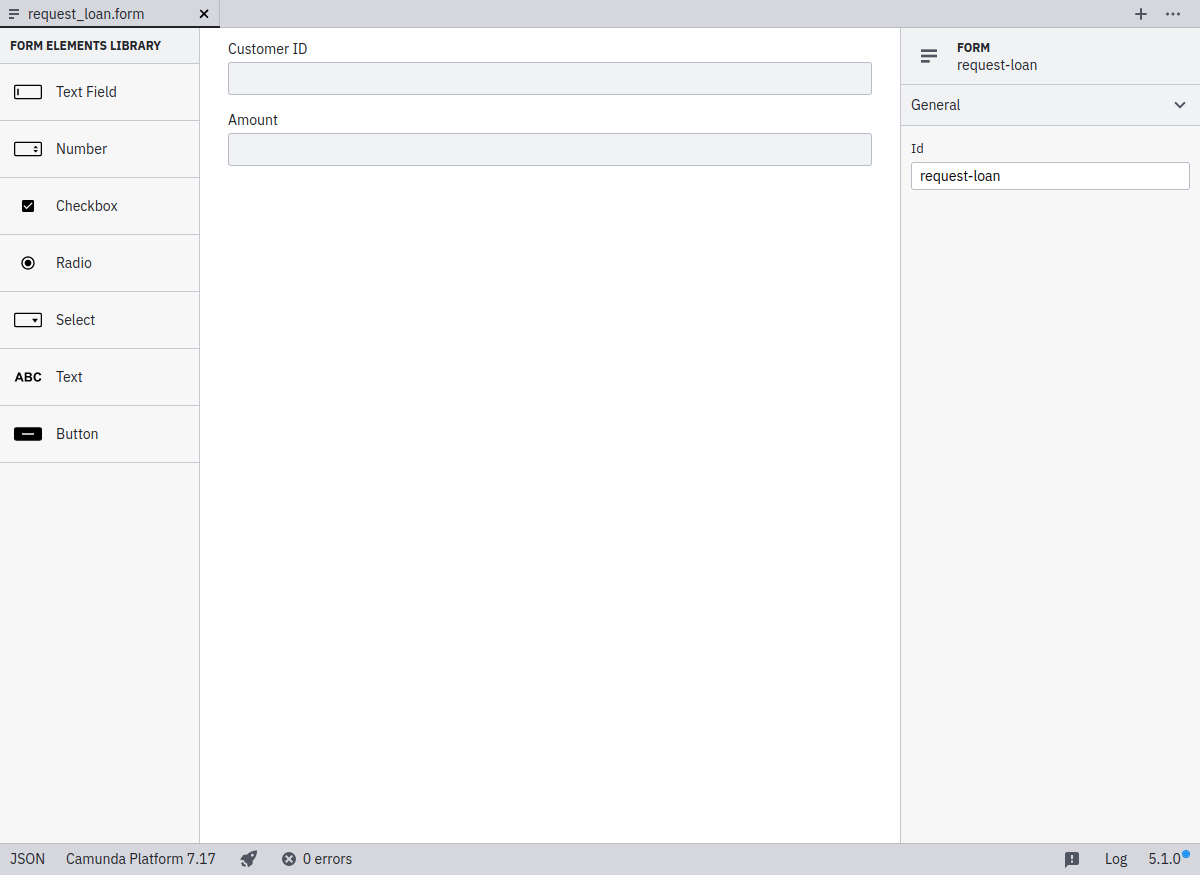 request_loan.form
FORM ELEMENTS LIBRARY
Text Field
Number
Checkbox
Radio
Select
ABC Text
Button
Customer ID
Amount
FORM
request-loan
General
Id
request-loan
JSON Camunda Platform 7.17 0 errors Log 5.1.0